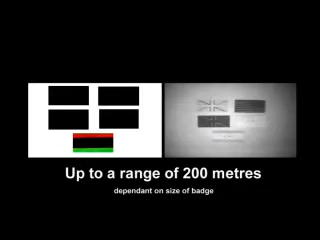 Up to a range of 200 metres
dependant on size of badge